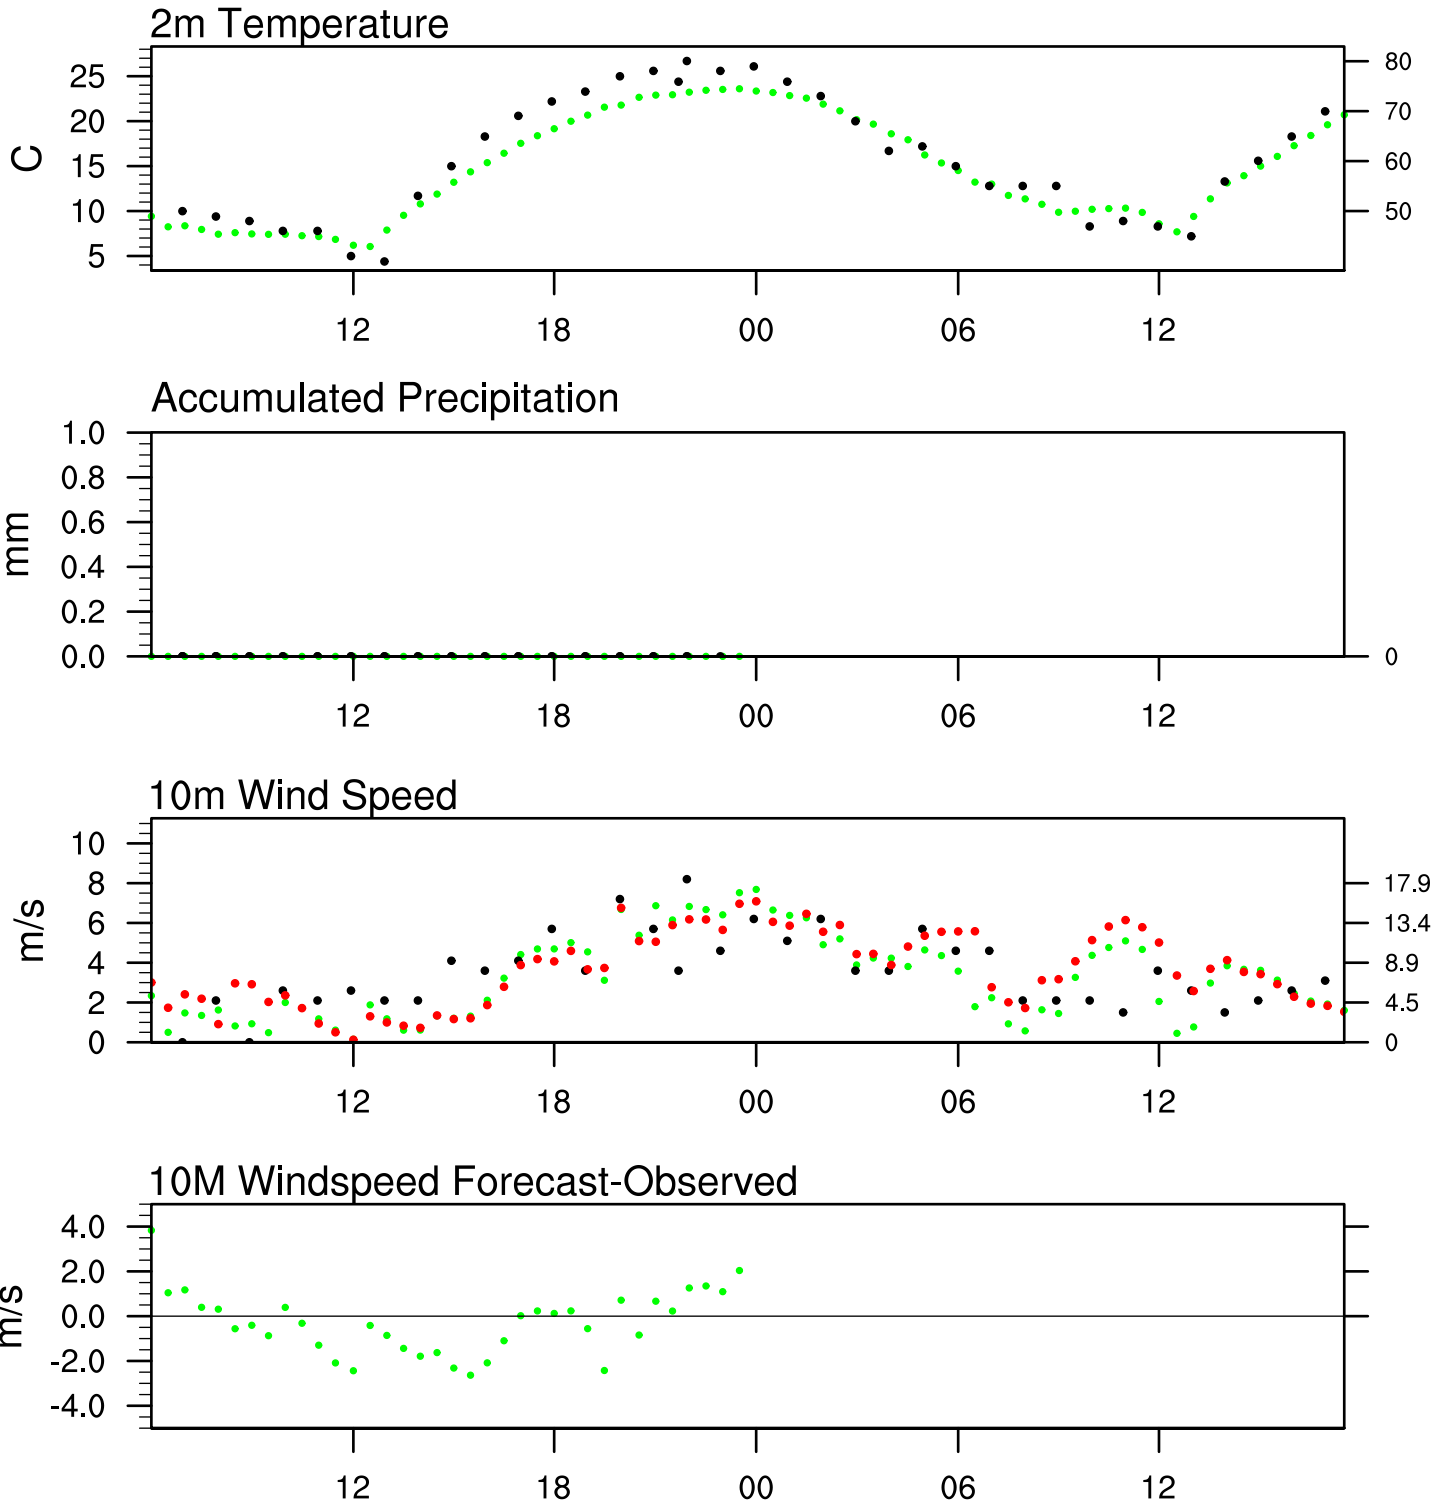 2m Temperature
25
20
15
10
5
C
80
70
60
50
12 18 00 06 12
Accumulated Precipitation
1.0
0.8
0.6
0.4
0.2
0.0
mm
0
12 18 00 06 12
10m Wind Speed
10
8
6
4
2
0
m/s
17.9
13.4
8.9
4.5
0
12 18 00 06 12
10M Windspeed Forecast-Observed
4.0
2.0
0.0
-2.0
-4.0
m/s
12 18 00 06 12